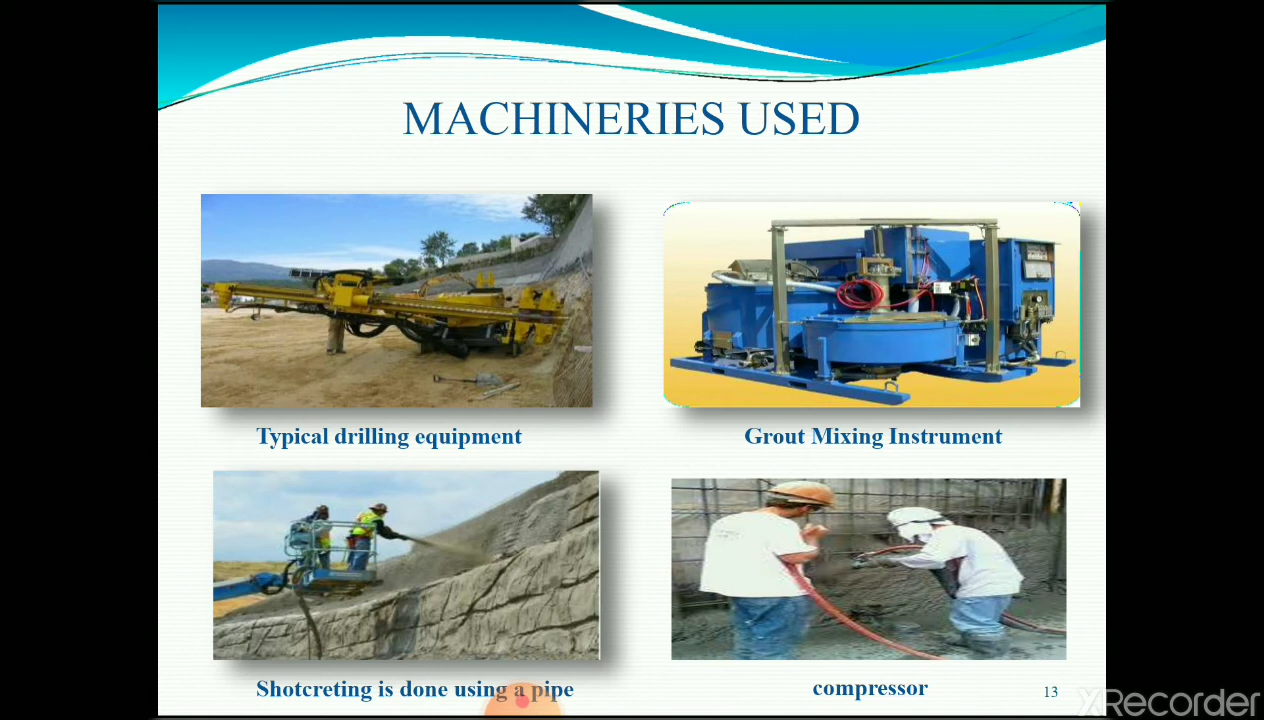 MACHINERIES USED
Typical drilling equipment
Grout Mixing Instrument
Shotcreting is done using a pipe
compressor
13
XRecorder